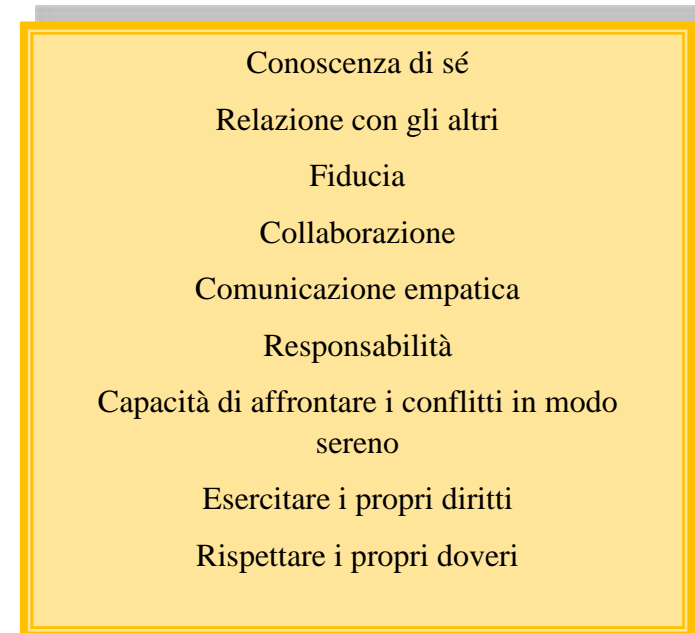 Conoscenza di sé
Relazione con gli altri
Fiducia
Collaborazione
Comunicazione empatica
Responsabilità
Capacità di affrontare i conflitti in modo
sereno
Esercitare i propri diritti
Rispettare i propri doveri